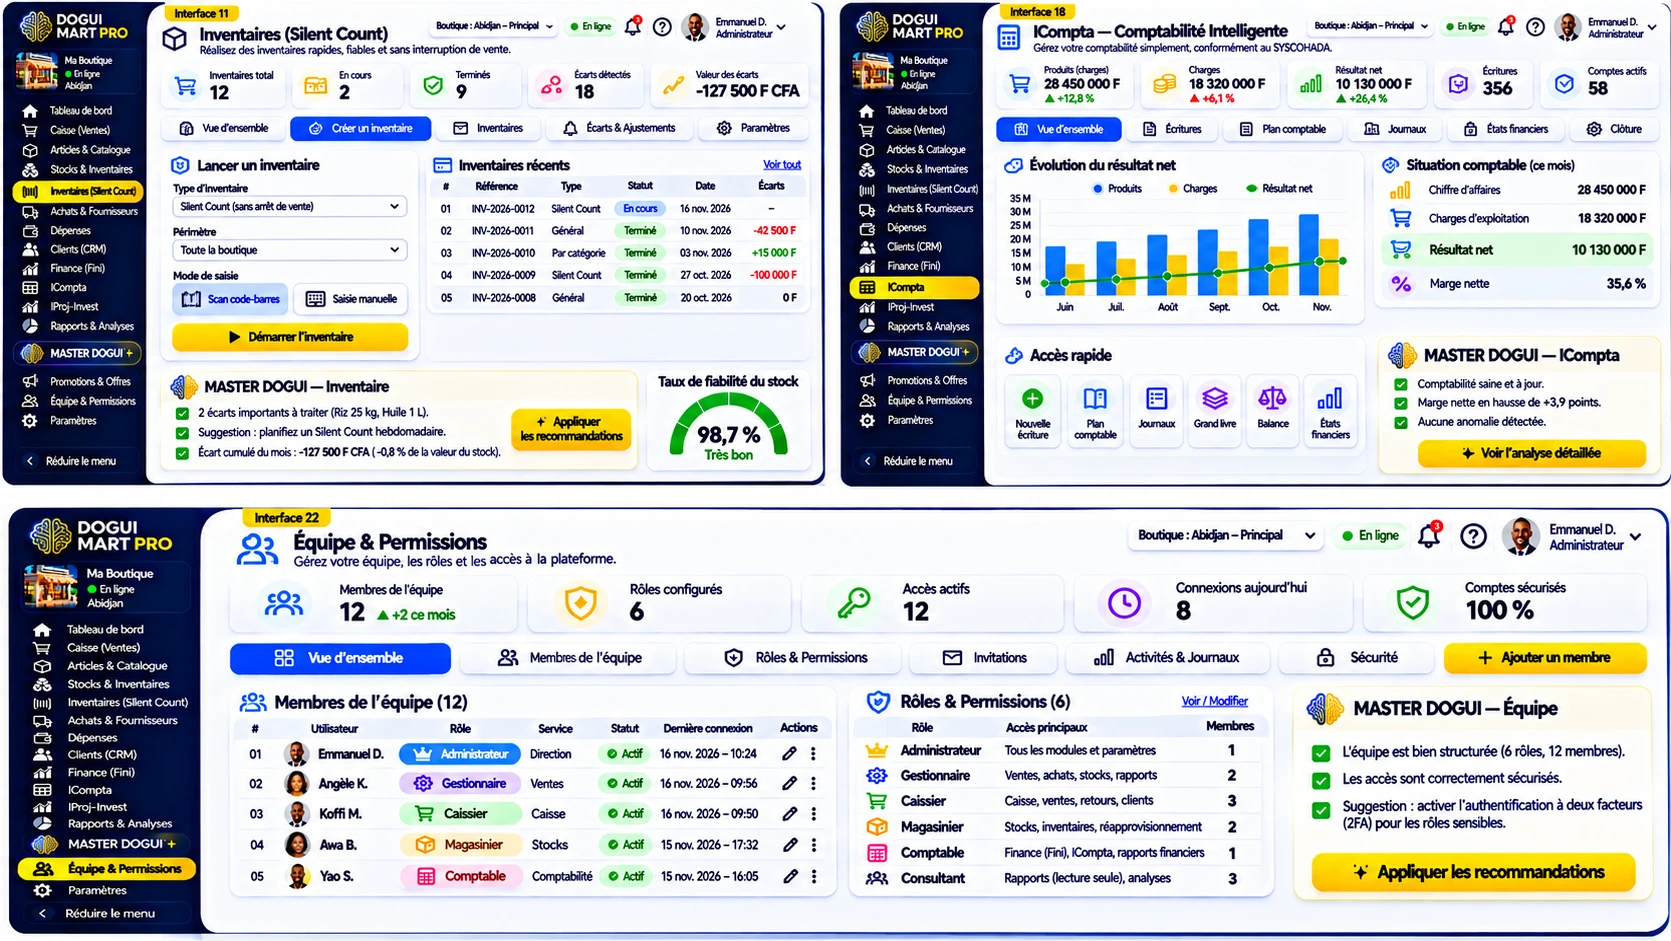 DOGUI
MART PRO
Ma Boutique
En ligne
Abidjan
Tableau de bord
Caisse (Ventes)
Articles & Catalogue
Stocks & Inventaires
Inventaires (Silent Count)
Achats & Fournisseurs
Dépenses
Clients (CRM)
Finance (Fini)
ICompta
IProj-Invest
Rapports & Analyses
MASTER DOGUI
Promotions & Offres
Équipe & Permissions
Paramètres
Réduire le menu
Interface 11
Inventaires (Silent Count)
Réalisez des inventaires rapides, fiables et sans interruption de vente.
Boutique : Abidjan – Principal
En ligne
3
Emmanuel D.
Administrateur
Inventaires total
12
En cours
2
Terminés
9
Écarts détectés
18
Valeur des écarts
-127 500 F CFA
Vue d'ensemble
Créer un inventaire
Inventaires
Écarts & Ajustements
Paramètres
Lancer un inventaire
Type d'inventaire
Silent Count (sans arrêt de vente)
Périmètre
Toute la boutique
Mode de saisie
Scan code-barres
Saisie manuelle
Démarrer l'inventaire
Inventaires récents
Voir tout
# Référence Type Statut Date Écarts
01 INV-2026-0012 Silent Count En cours 16 nov. 2026 –
02 INV-2026-0011 Général Terminé 10 nov. 2026 -42 500 F
03 INV-2026-0010 Par catégorie Terminé 03 nov. 2026 +15 000 F
04 INV-2026-0009 Silent Count Terminé 27 oct. 2026 -100 000 F
05 INV-2026-0008 Général Terminé 20 oct. 2026 0 F
MASTER DOGUI — Inventaire
2 écarts importants à traiter (Riz 25 kg, Huile 1 L).
Suggestion : planifiez un Silent Count hebdomadaire.
Écart cumulé du mois : -127 500 F CFA ( -0,8 % de la valeur du stock).
Appliquer
les recommandations
Taux de fiabilité du stock
98,7 %
Très bon
DOGUI
MART PRO
Ma Boutique
En ligne
Abidjan
Tableau de bord
Caisse (Ventes)
Articles & Catalogue
Stocks & Inventaires
Inventaires (Silent Count)
Achats & Fournisseurs
Dépenses
Clients (CRM)
Finance (Fini)
ICompta
IProj-Invest
Rapports & Analyses
MASTER DOGUI
Promotions & Offres
Équipe & Permissions
Paramètres
Réduire le menu
Interface 18
ICompta — Comptabilité Intelligente
Gérez votre comptabilité simplement, conformément au SYSCOHADA.
Boutique : Abidjan – Principal
En ligne
3
Emmanuel D.
Administrateur
Produits (charges)
28 450 000 F
+12,8 %
Charges
18 320 000 F
+6,1 %
Résultat net
10 130 000 F
+26,4 %
Écritures
356
Comptes actifs
58
Vue d'ensemble
Écritures
Plan comptable
Journaux
États financiers
Clôture
Évolution du résultat net
Produits Charges Résultat net
35 M
30 M
25 M
20 M
15 M
10 M
5 M
0
Juin Juil. Août Sept. Oct. Nov.
Situation comptable (ce mois)
Chiffre d'affaires 28 450 000 F
Charges d'exploitation 18 320 000 F
Résultat net 10 130 000 F
Marge nette 35,6 %
Accès rapide
Nouvelle
écriture
Plan
comptable
Journaux
Grand livre
Balance
États
financiers
MASTER DOGUI — ICompta
Comptabilité saine et à jour.
Marge nette en hausse de +3,9 points.
Aucune anomalie détectée.
Voir l'analyse détaillée
DOGUI
MART PRO
Ma Boutique
En ligne
Abidjan
Tableau de bord
Caisse (Ventes)
Articles & Catalogue
Stocks & Inventaires
Inventaires (Silent Count)
Achats & Fournisseurs
Dépenses
Clients (CRM)
Finance (Fini)
ICompta
IProj-Invest
Rapports & Analyses
MASTER DOGUI
Équipe & Permissions
Paramètres
Réduire le menu
Interface 22
Équipe & Permissions
Gérez votre équipe, les rôles et les accès à la plateforme.
Boutique : Abidjan – Principal
En ligne
3
Emmanuel D.
Administrateur
Membres de l'équipe
12 +2 ce mois
Rôles configurés
6
Accès actifs
12
Connexions aujourd'hui
8
Comptes sécurisés
100 %
Vue d'ensemble
Membres de l'équipe
Rôles & Permissions
Invitations
Activités & Journaux
Sécurité
+ Ajouter un membre
Membres de l'équipe (12)
# Utilisateur Rôle Service Statut Dernière connexion Actions
01 Emmanuel D. Administrateur Direction Actif 16 nov. 2026 – 10:24
02 Angèle K. Gestionnaire Ventes Actif 16 nov. 2026 – 09:56
03 Koffi M. Caissier Caisse Actif 16 nov. 2026 – 09:50
04 Awa B. Magasinier Stocks Actif 15 nov. 2026 – 17:32
05 Yao S. Comptable Comptabilité Actif 15 nov. 2026 – 16:05
Rôles & Permissions (6)
Voir / Modifier
Rôle Accès principaux Membres
Administrateur Tous les modules et paramètres 1
Gestionnaire Ventes, achats, stocks, rapports 2
Caissier Caisse, ventes, retours, clients 3
Magasinier Stocks, inventaires, réapprovisionnement 2
Comptable Finance (Fini), ICompta, rapports financiers 1
Consultant Rapports (lecture seule), analyses 3
MASTER DOGUI — Équipe
L'équipe est bien structurée (6 rôles, 12 membres).
Les accès sont correctement sécurisés.
Suggestion : activer l'authentification à deux facteurs
(2FA) pour les rôles sensibles.
Appliquer les recommandations